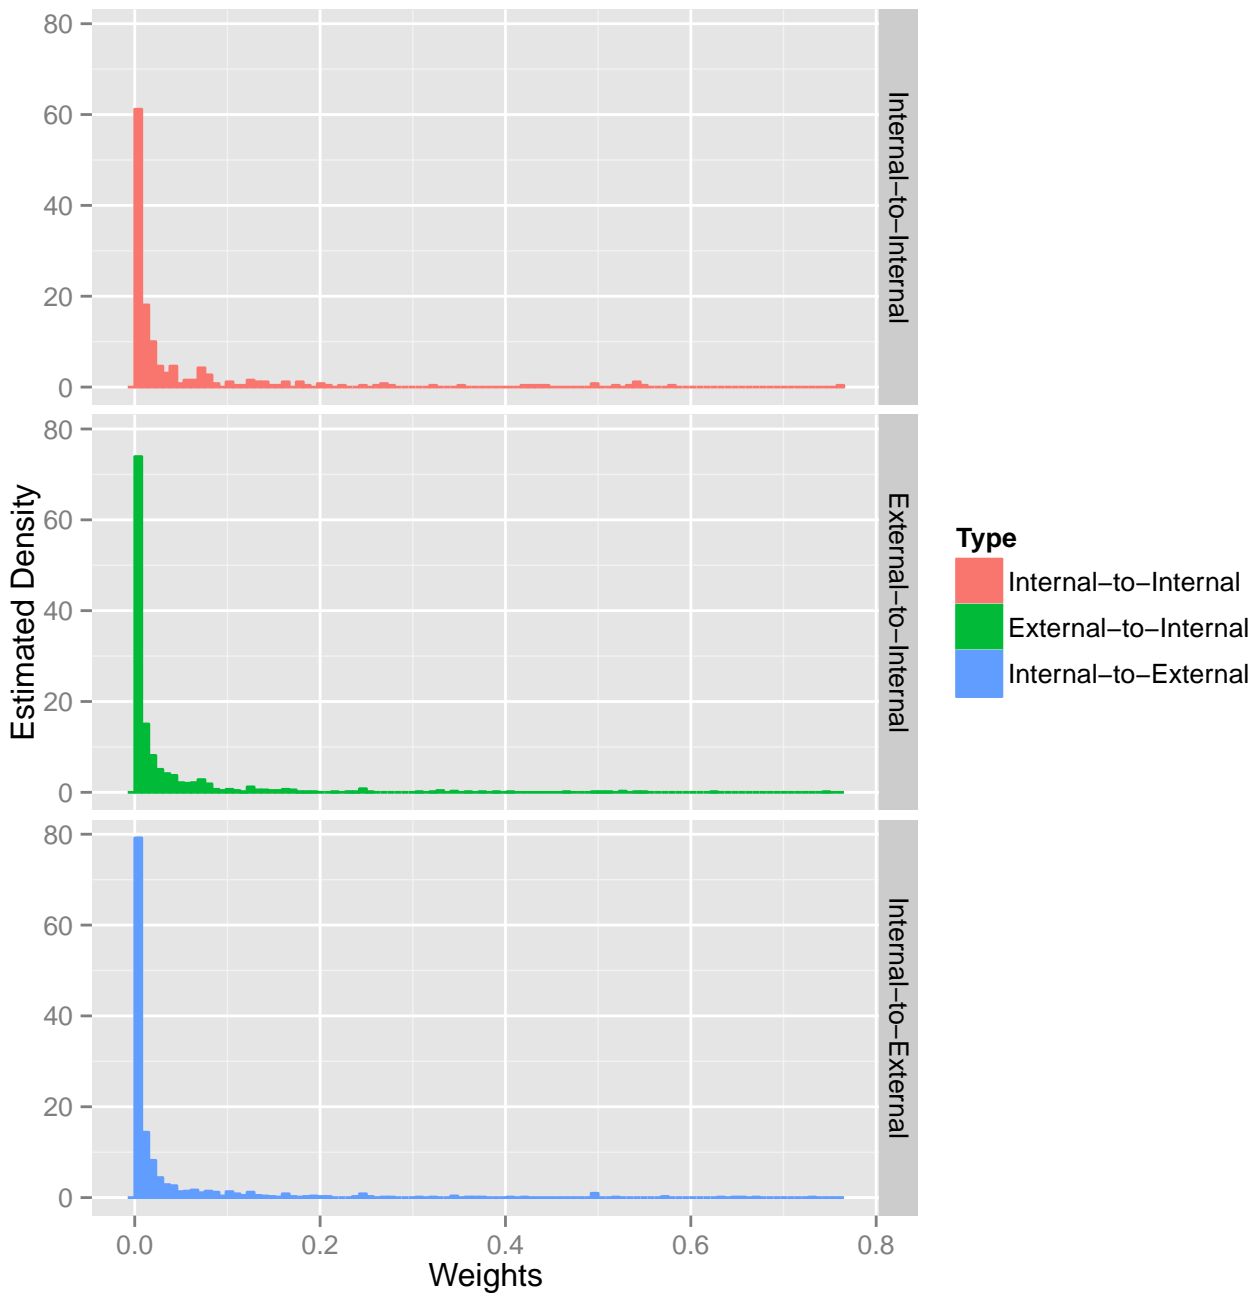 80
60
40
20
0
Internal−to−Internal
80
60
40
20
0
External−to−Internal
80
60
40
20
0
Internal−to−External
0.0 0.2 0.4 0.6 0.8
Weights
Estimated Density
Type
Internal−to−Internal
External−to−Internal
Internal−to−External